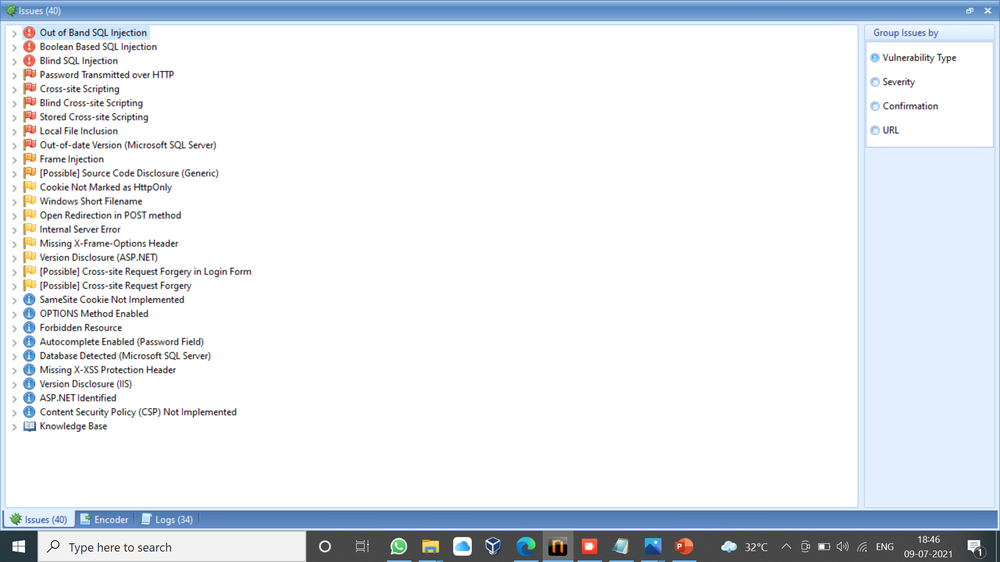 Issues (40)
Out of Band SQL Injection
Boolean Based SQL Injection
Blind SQL Injection
Password Transmitted over HTTP
Cross-site Scripting
Blind Cross-site Scripting
Stored Cross-site Scripting
Local File Inclusion
Out-of-date Version (Microsoft SQL Server)
Frame Injection
[Possible] Source Code Disclosure (Generic)
Cookie Not Marked as HttpOnly
Windows Short Filename
Open Redirection in POST method
Internal Server Error
Missing X-Frame-Options Header
Version Disclosure (ASP.NET)
[Possible] Cross-site Request Forgery in Login Form
[Possible] Cross-site Request Forgery
SameSite Cookie Not Implemented
OPTIONS Method Enabled
Forbidden Resource
Autocomplete Enabled (Password Field)
Database Detected (Microsoft SQL Server)
Missing X-XSS Protection Header
Version Disclosure (IIS)
ASP.NET Identified
Content Security Policy (CSP) Not Implemented
Knowledge Base
Group Issues by
Vulnerability Type
Severity
Confirmation
URL
Issues (40) Encoder Logs (34)
Type here to search
32°C
ENG
18:46
09-07-2021
1